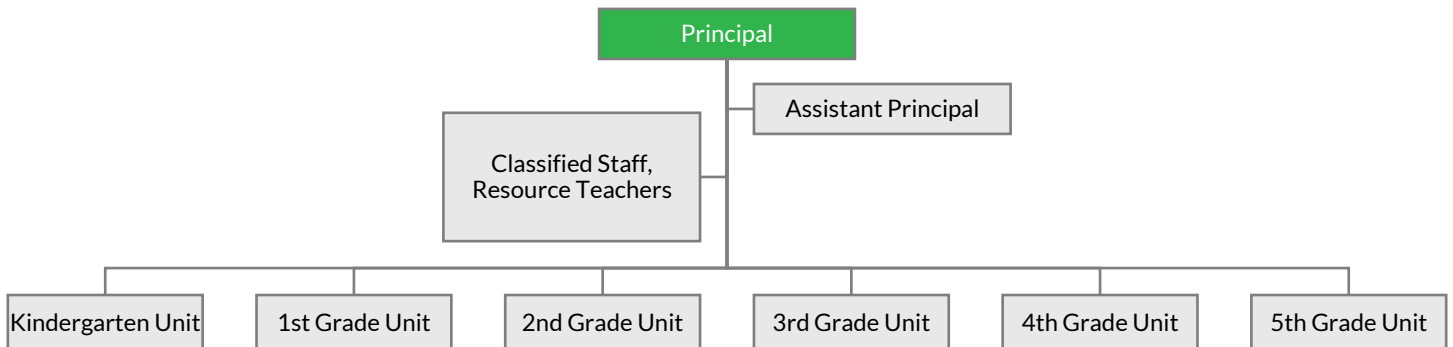 Principal
Assistant Principal
Classified Staff,
Resource Teachers
Kindergarten Unit
1st Grade Unit
2nd Grade Unit
3rd Grade Unit
4th Grade Unit
5th Grade Unit